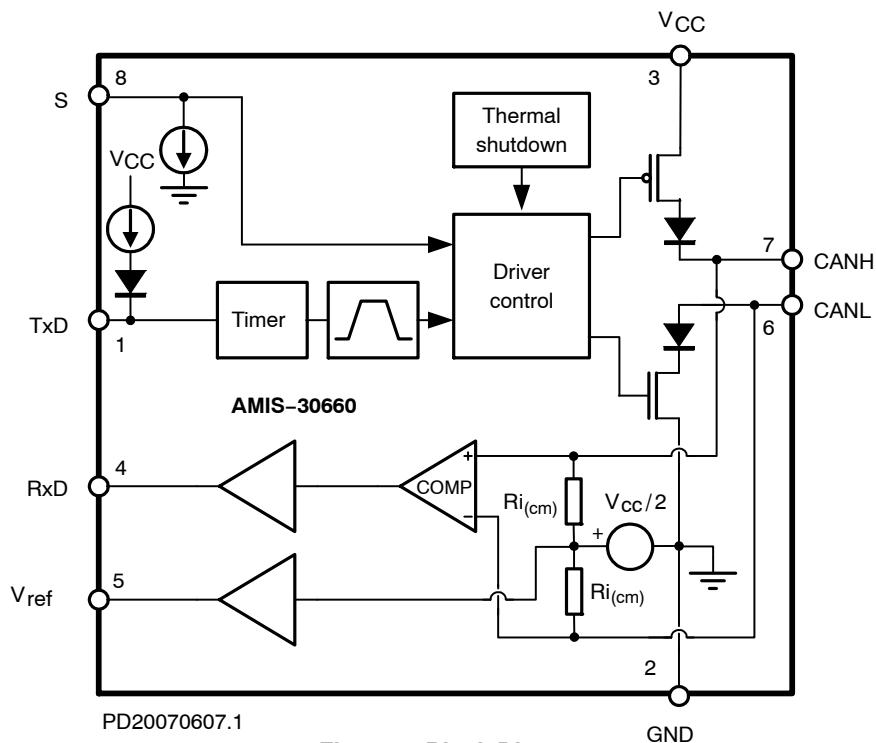 VCC
8
3
S
Thermal
shutdown
VCC
7
CANH
Driver
control
CANL
TxD
Timer
6
1
AMIS−30660
4
+
RxD
COMP
Ri(cm)
VCC/2
−
+
5
Vref
Ri(cm)
2
PD20070607.1
GND